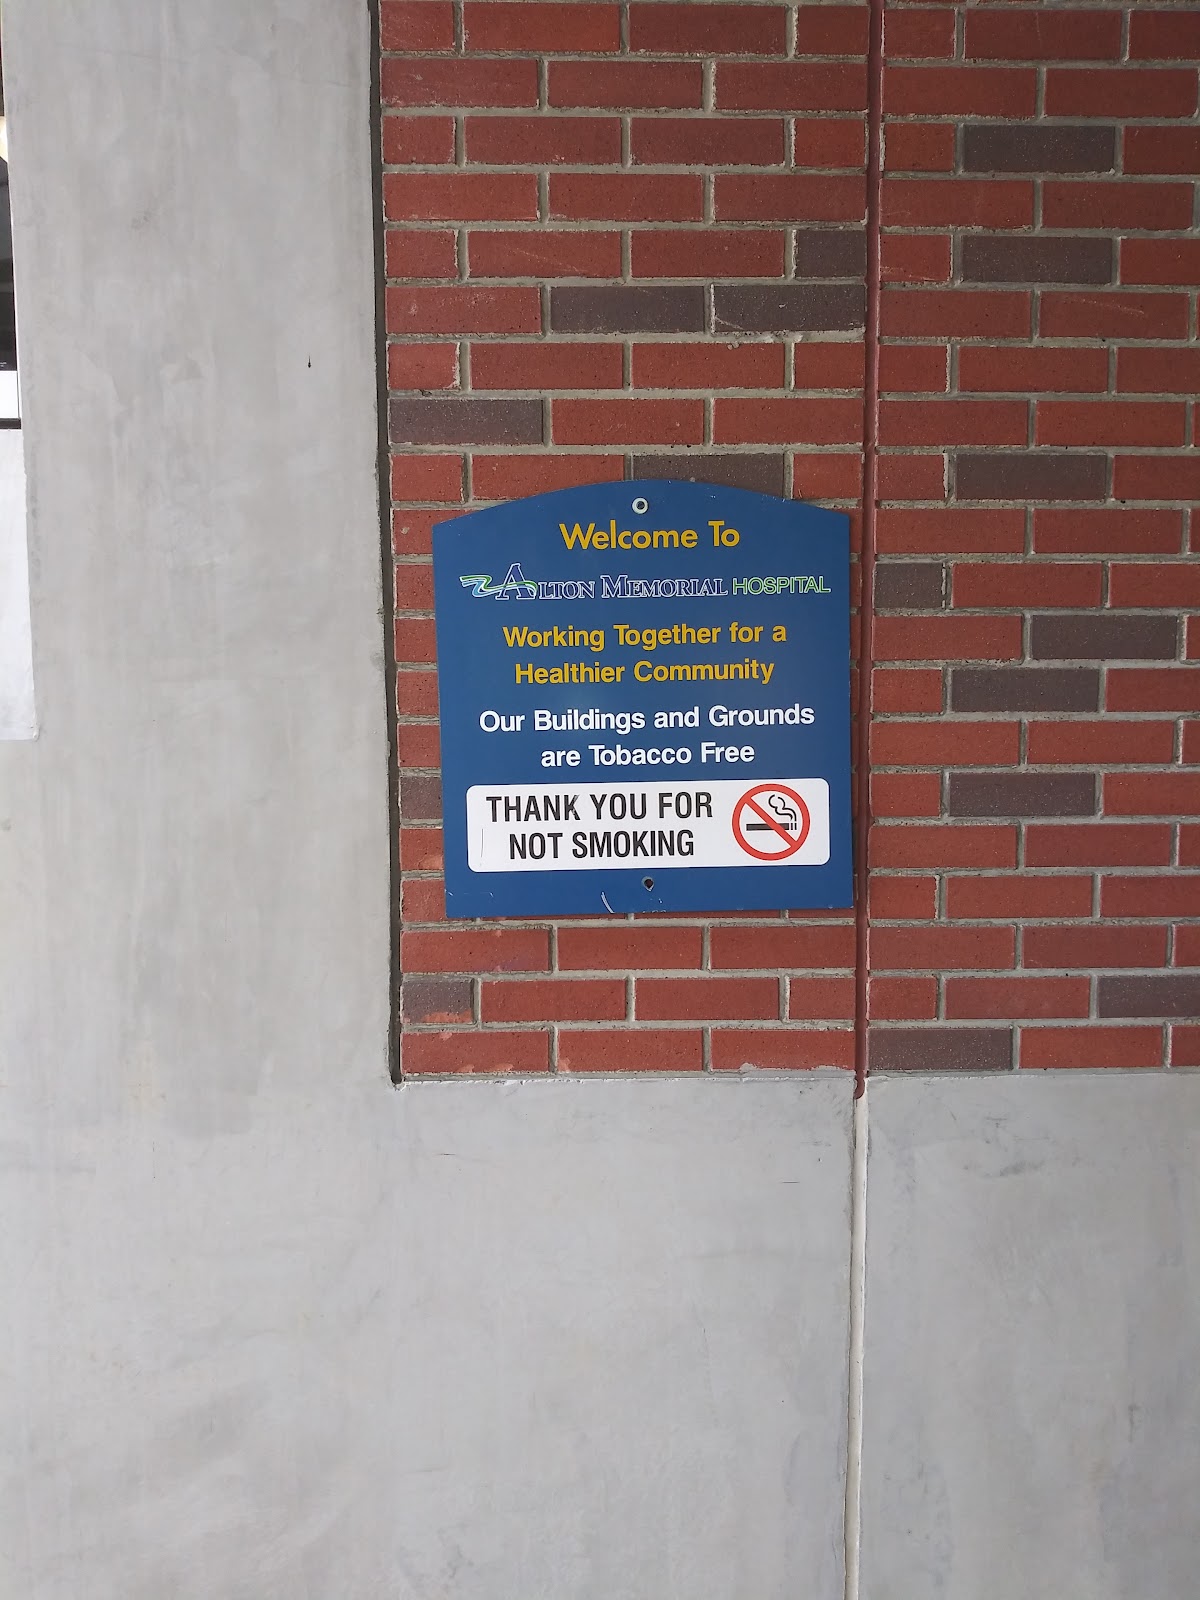 Welcome To
ALTON MEMORIAL HOSPITAL
Working Together for a
Healthier Community
Our Buildings and Grounds
are Tobacco Free
THANK YOU FOR
NOT SMOKING